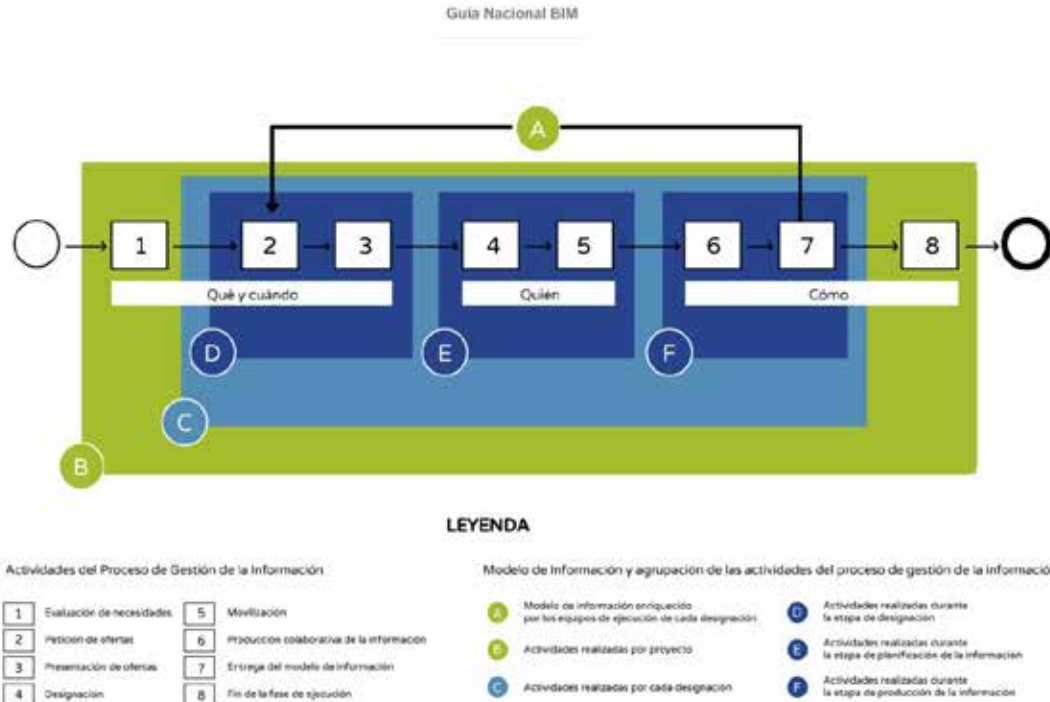 Guía Nacional BIM
A
1 2 3 4 5 6 7 8
Qué y cuándo
Quién
Cómo
D
E
F
C
B
LEYENDA
Actividades del Proceso de Gestión de la Información
1 Evaluación de necesidades
2 Petición de ofertas
3 Presentación de ofertas
4 Designación
5 Movilización
6 Producción colaborativa de la información
7 Entrega del modelo de información
8 Fin de la fase de ejecución
Modelo de Información y agrupación de las actividades del proceso de gestión de la informació
A Modelo de información enriquecido
por los equipos de ejecución de cada designación
B Actividades realizadas por proyecto
C Actividades realizadas por cada designación
D Actividades realizadas durante
la etapa de designación
E Actividades realizadas durante
la etapa de planificación de la información
F Actividades realizadas durante
la etapa de producción de la información